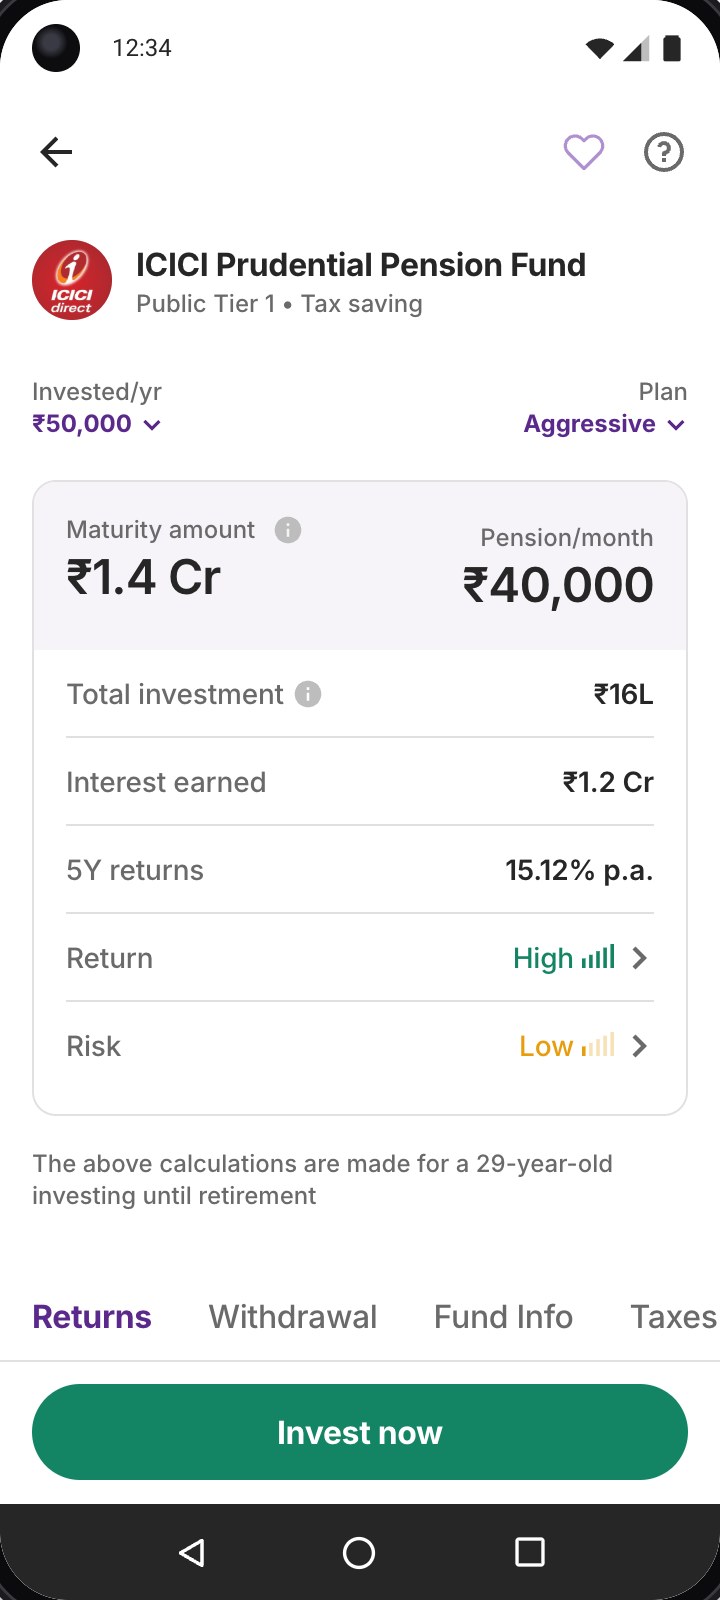 12:34
ICICI direct
ICICI Prudential Pension Fund
Public Tier 1 • Tax saving
Invested/yr
Plan
₹50,000
Aggressive
Maturity amount
Pension/month
₹1.4 Cr
₹40,000
Total investment
₹16L
Interest earned
₹1.2 Cr
5Y returns
15.12% p.a.
Return
High
Risk
Low
The above calculations are made for a 29-year-old
investing until retirement
Returns Withdrawal Fund Info Taxes
Invest now